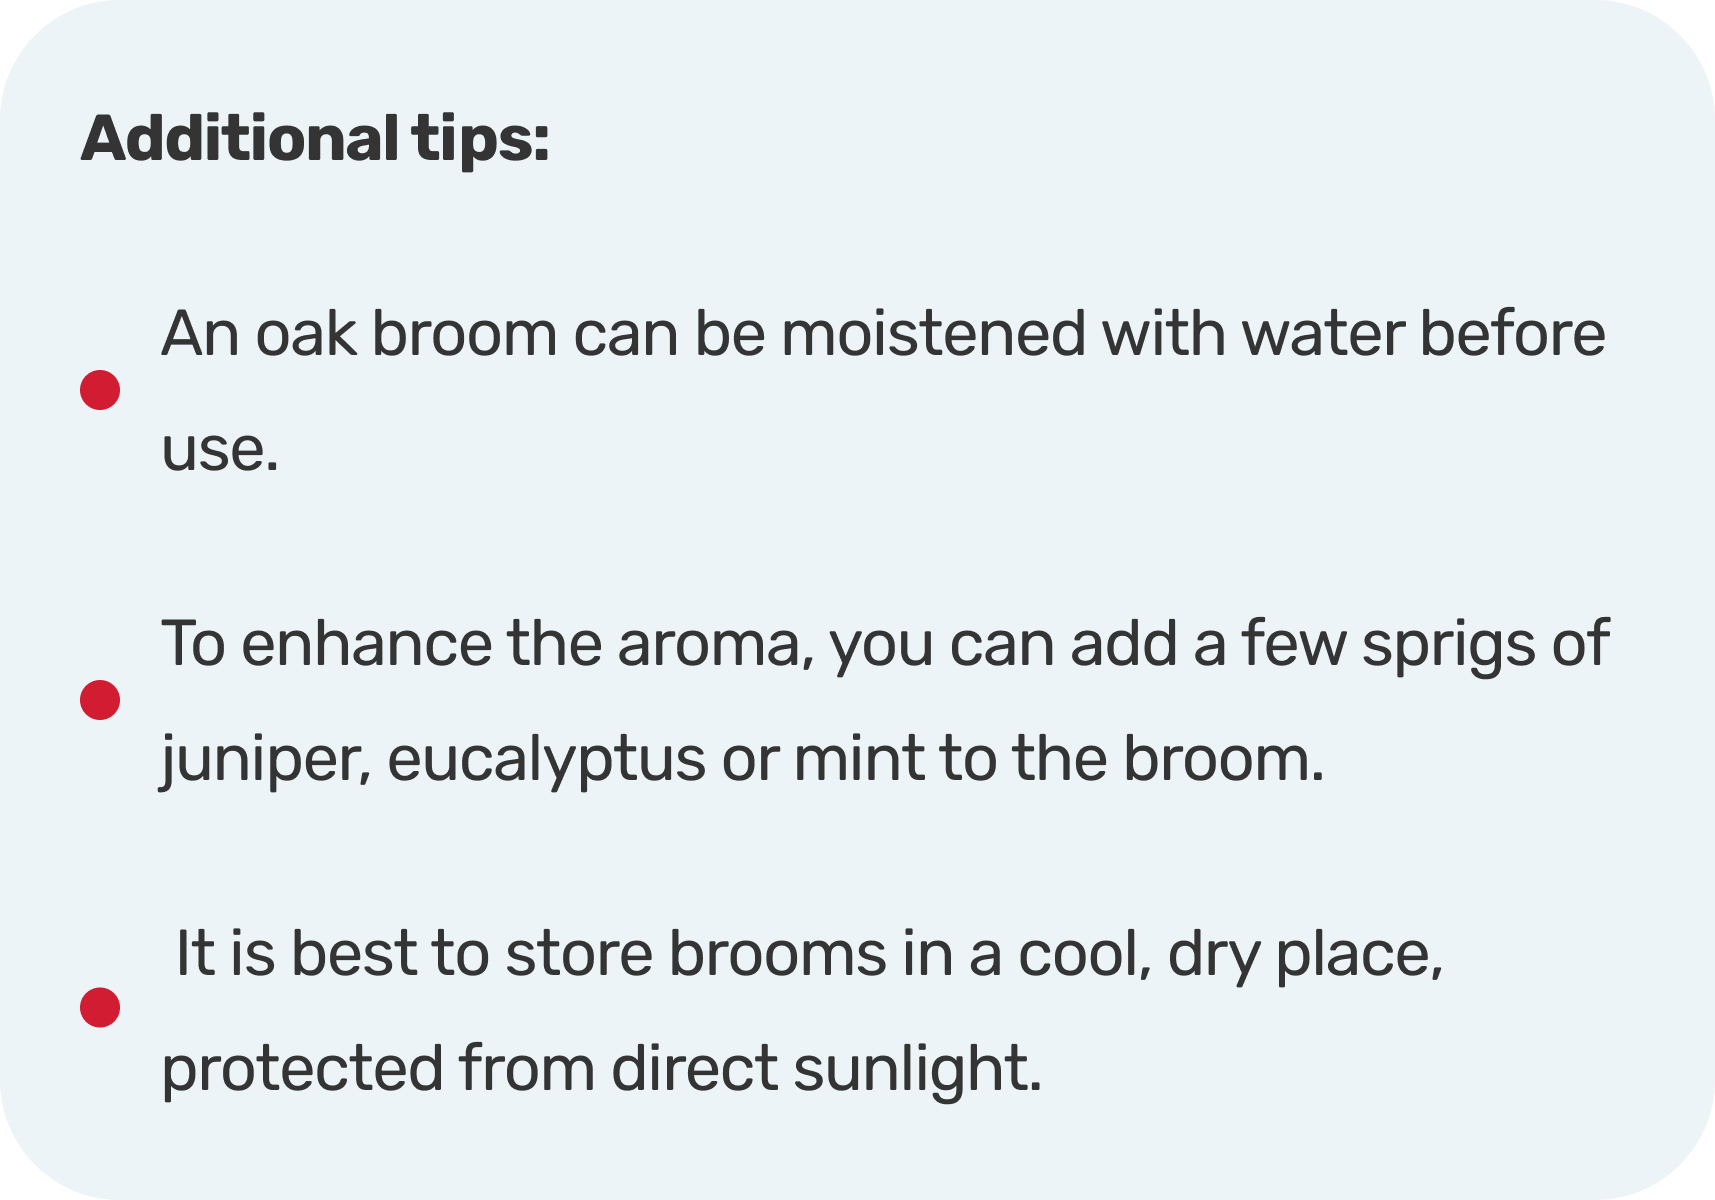 Additional tips:
An oak broom can be moistened with water before
use.
To enhance the aroma, you can add a few sprigs of
juniper, eucalyptus or mint to the broom.
It is best to store brooms in a cool, dry place,
protected from direct sunlight.